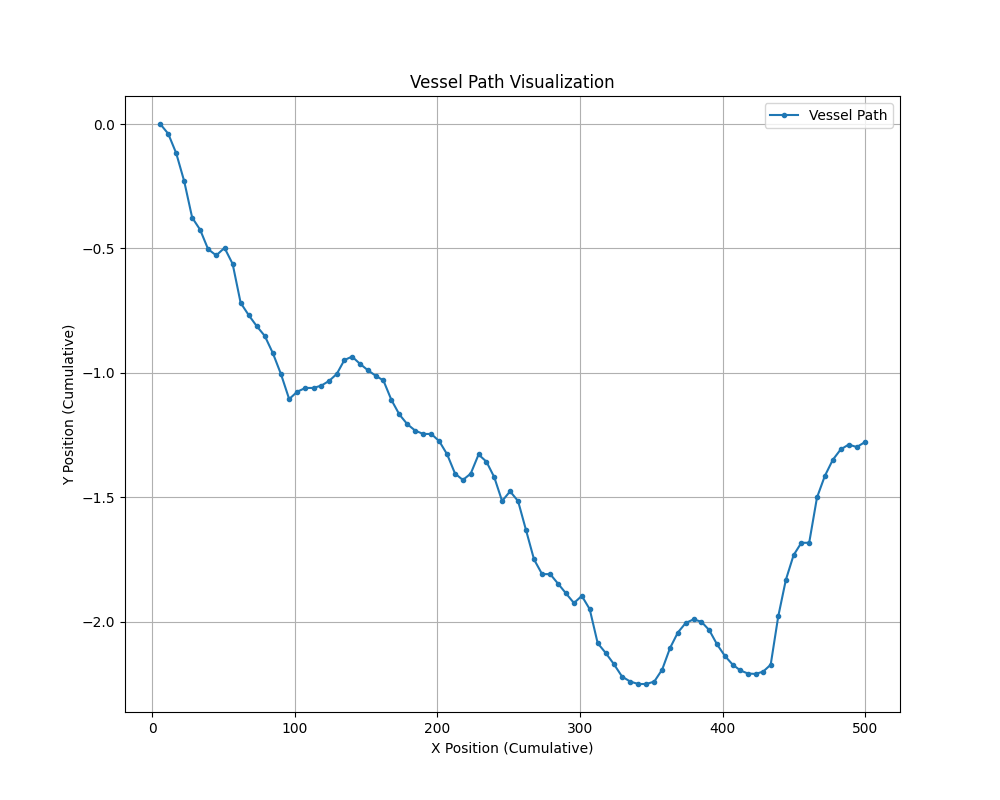 Vessel Path Visualization
Vessel Path
0.0
−0.5
−1.0
−1.5
−2.0
Y Position (Cumulative)
0 100 200 300 400 500
X Position (Cumulative)